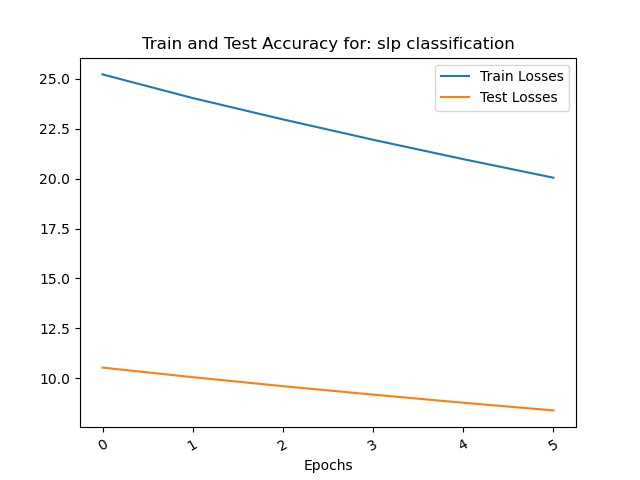 Train and Test Accuracy for: slp classification
Train Losses
Test Losses
25.0
22.5
20.0
17.5
15.0
12.5
10.0
0 1 2 3 4 5
Epochs